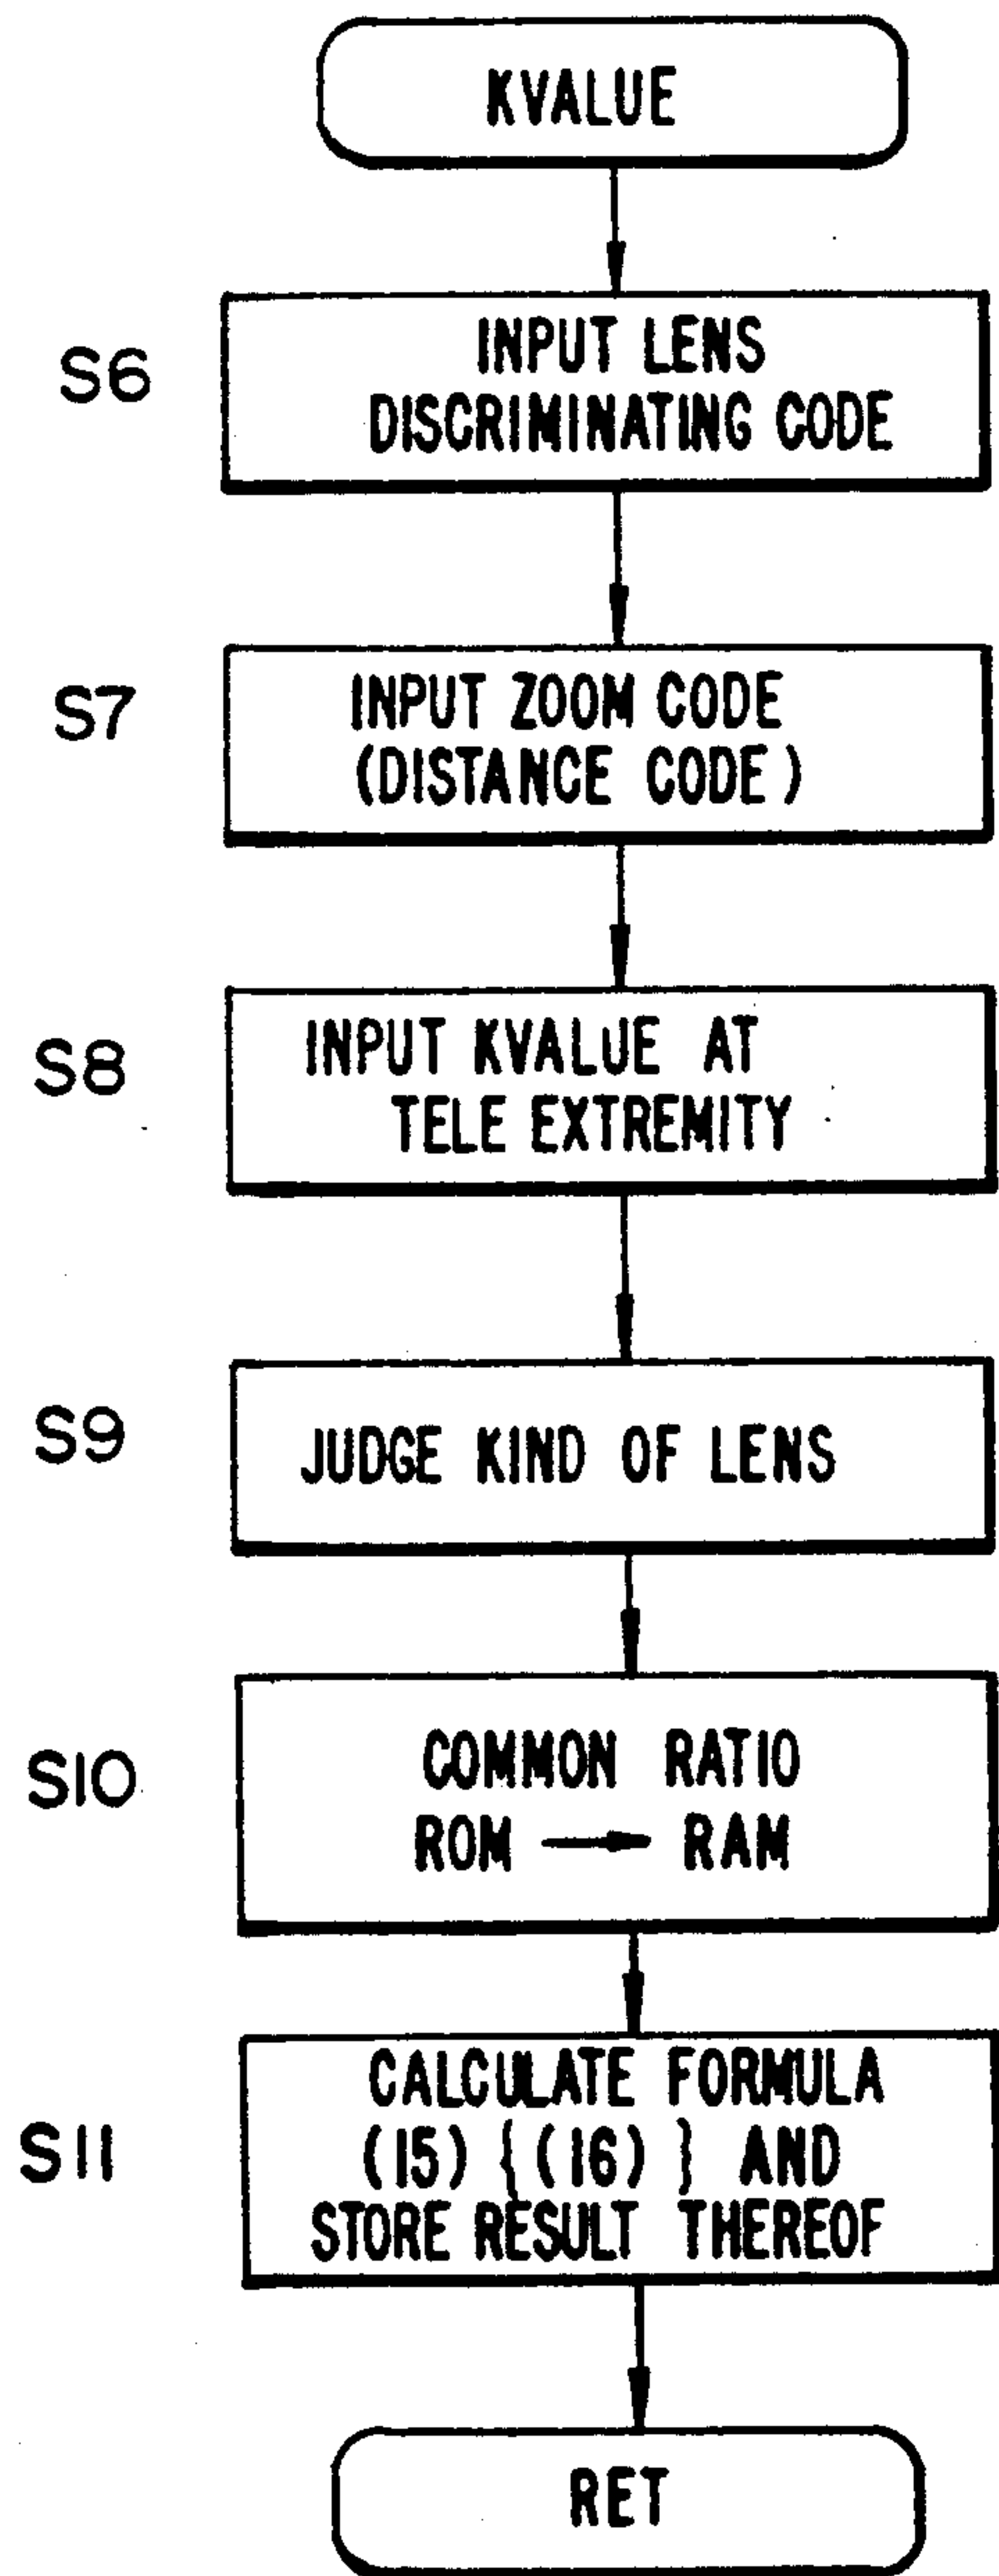 KVALUE
S6
INPUT LENS
DISCRIMINATING CODE
S7
INPUT ZOOM CODE
(DISTANCE CODE)
S8
INPUT KVALUE AT
TELE EXTREMITY
S9
JUDGE KIND OF LENS
S10
COMMON RATIO
ROM → RAM
S11
CALCULATE FORMULA
(15) {(16)} AND
STORE RESULT THEREOF
RET